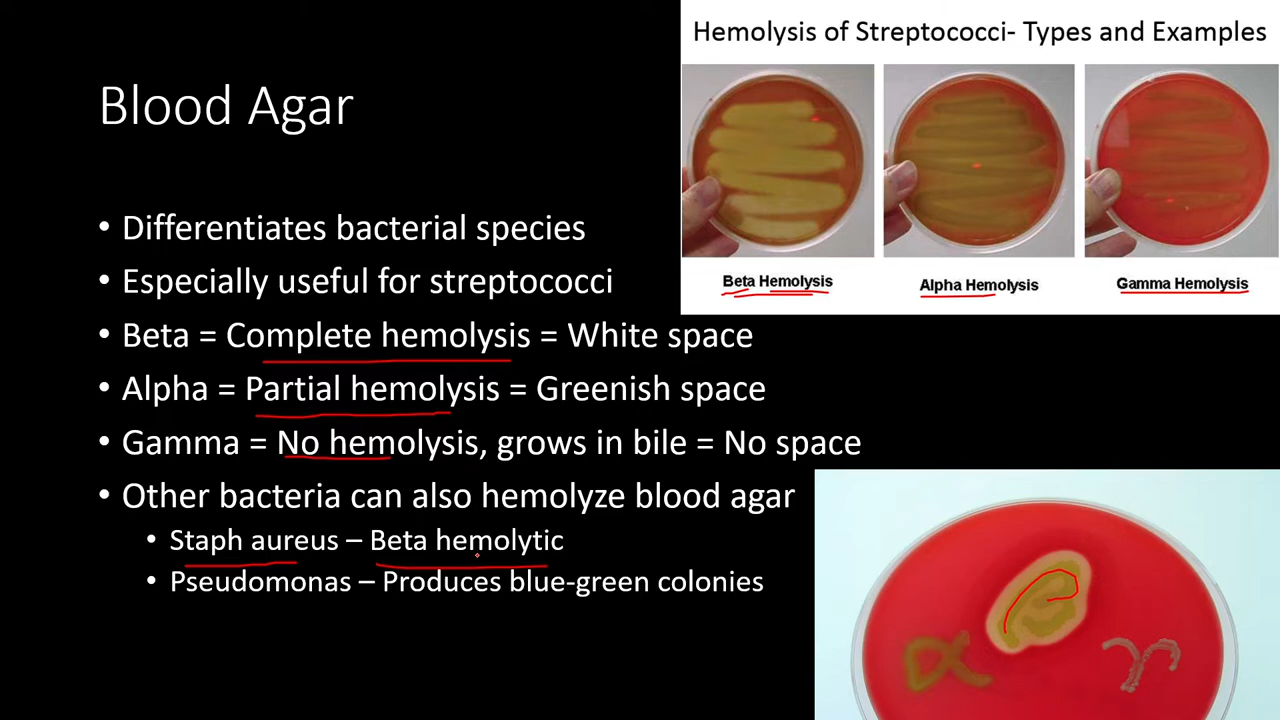 Hemolysis of Streptococci- Types and Examples
Beta Hemolysis
Alpha Hemolysis
Gamma Hemolysis
Blood Agar
• Differentiates bacterial species
• Especially useful for streptococci
• Beta = Complete hemolysis = White space
• Alpha = Partial hemolysis = Greenish space
• Gamma = No hemolysis, grows in bile = No space
• Other bacteria can also hemolyze blood agar
• Staph aureus – Beta hemolytic
• Pseudomonas – Produces blue-green colonies
α
γ